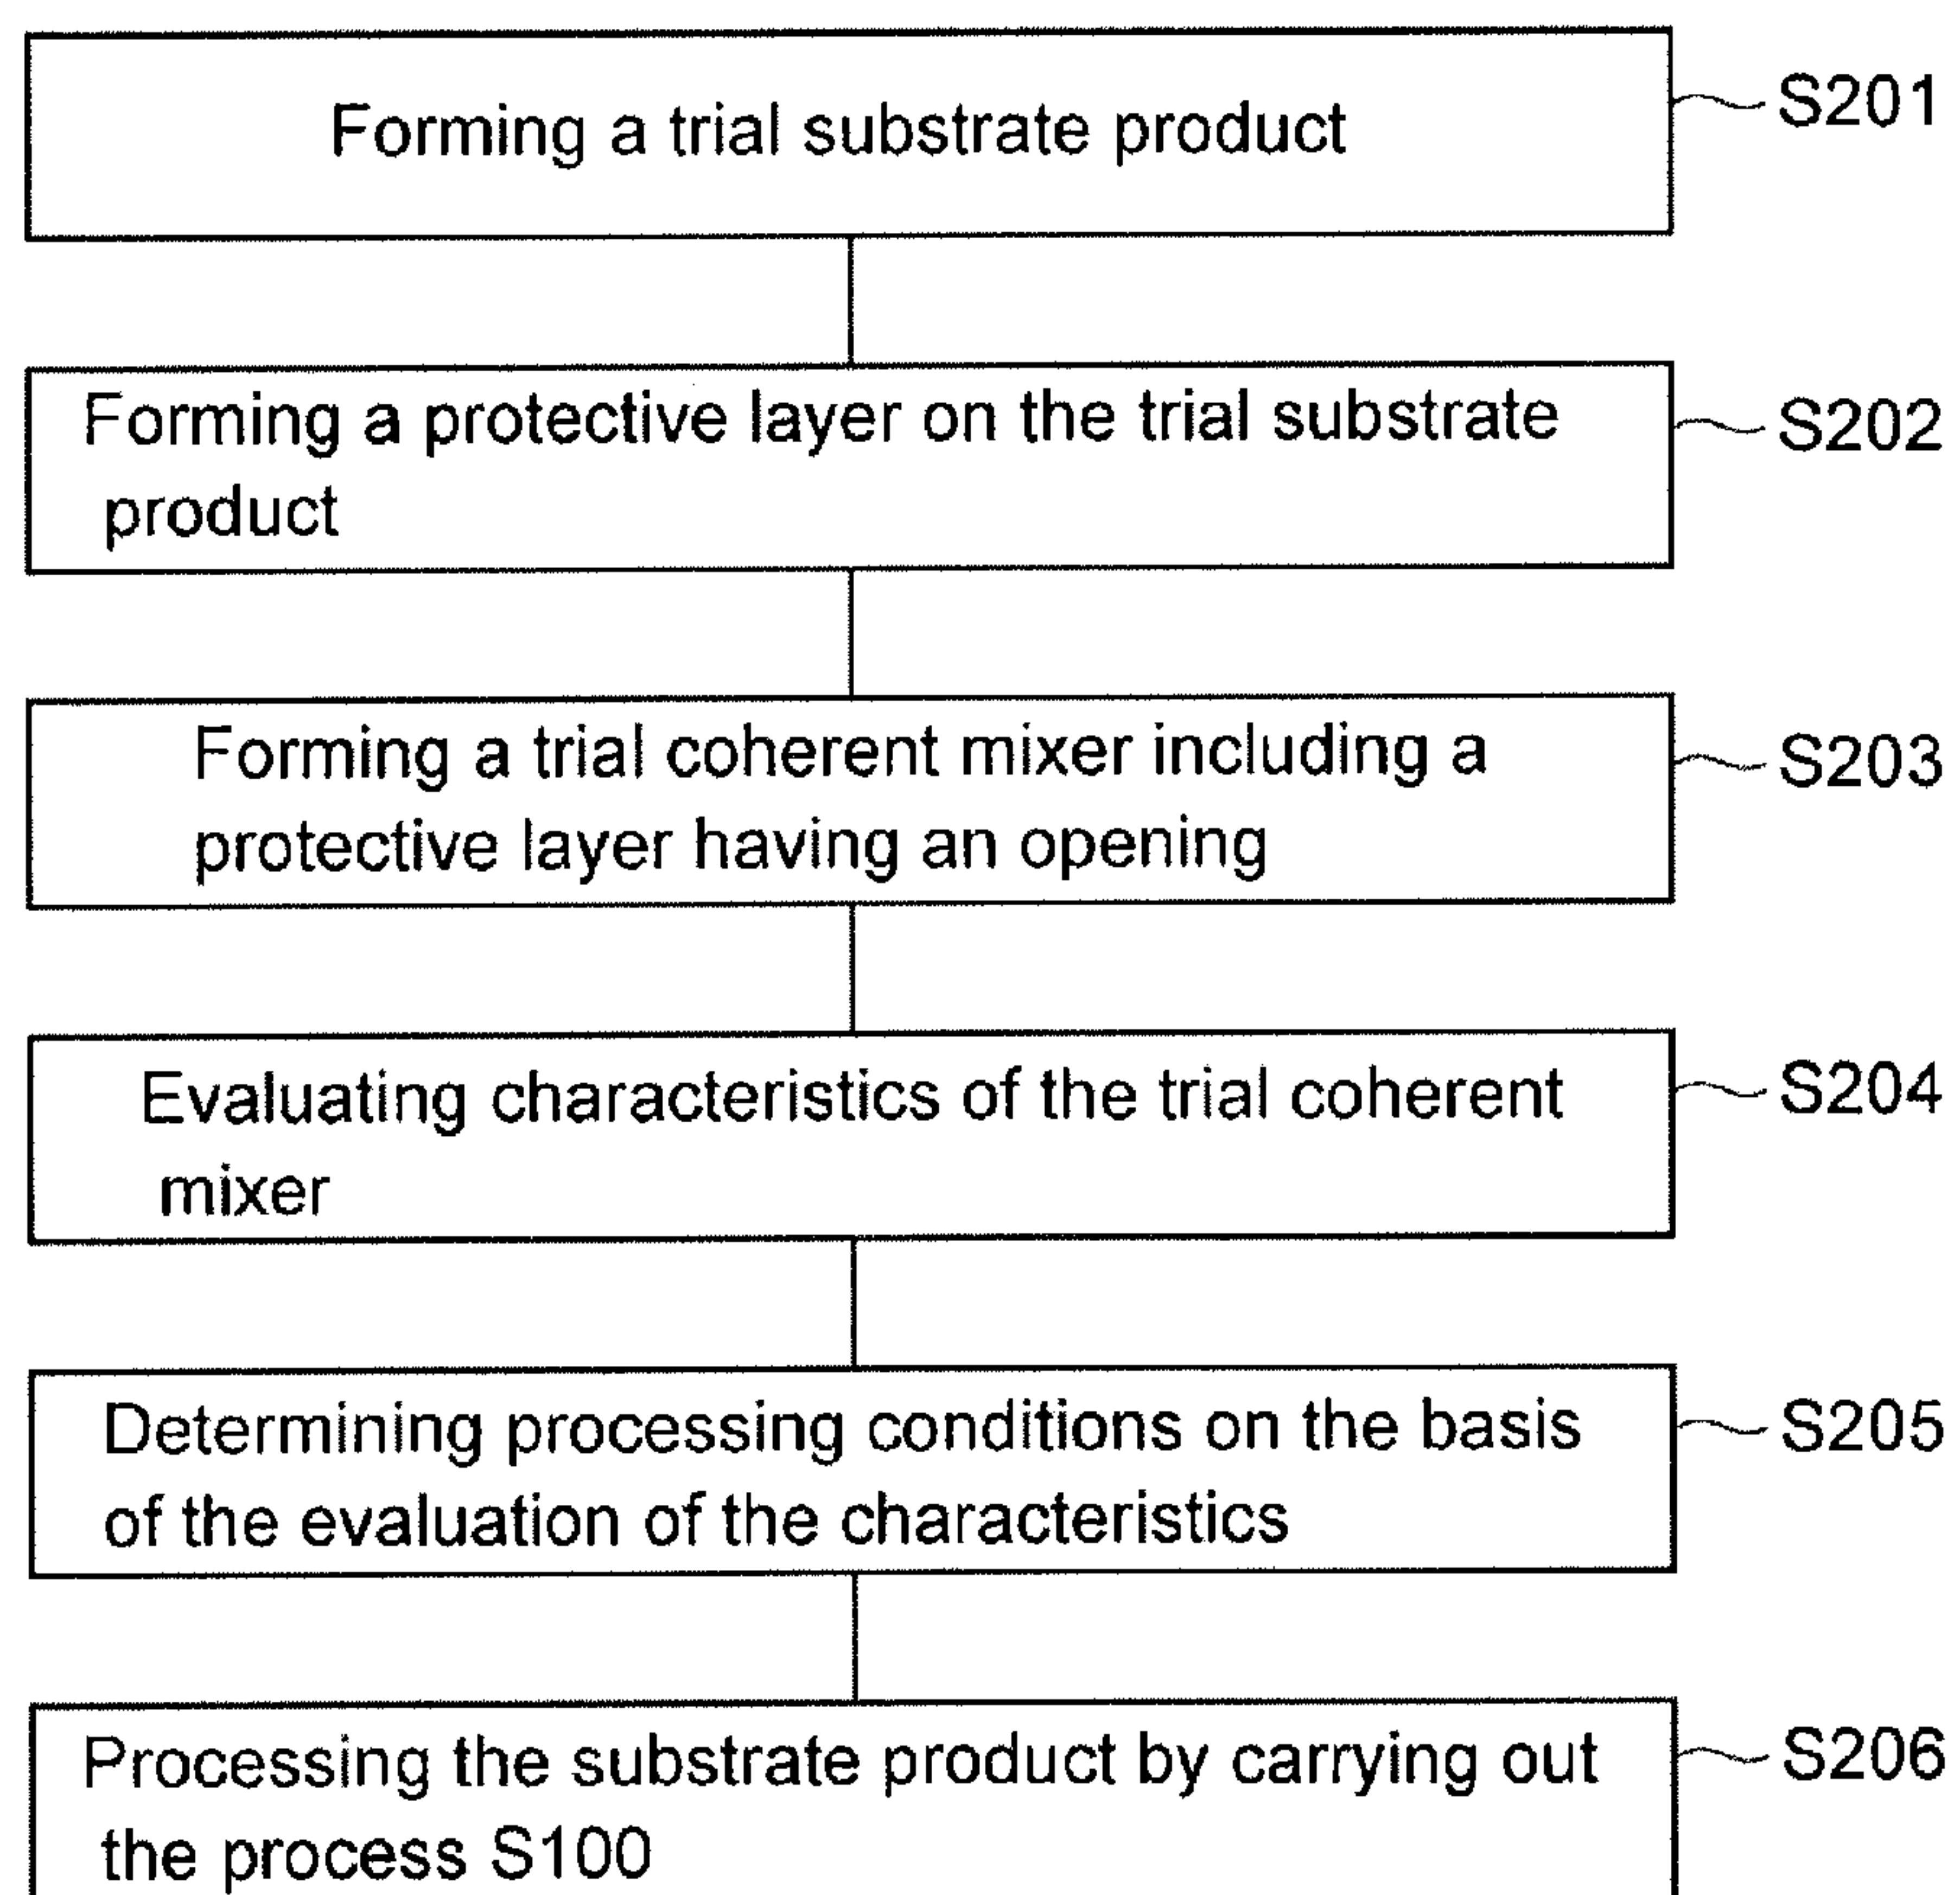 Forming a trial substrate product
S201
Forming a protective layer on the trial substrate
product
S202
Forming a trial coherent mixer including a
protective layer having an opening
S203
Evaluating characteristics of the trial coherent
mixer
S204
Determining processing conditions on the basis
of the evaluation of the characteristics
S205
Processing the substrate product by carrying out
the process S100
S206